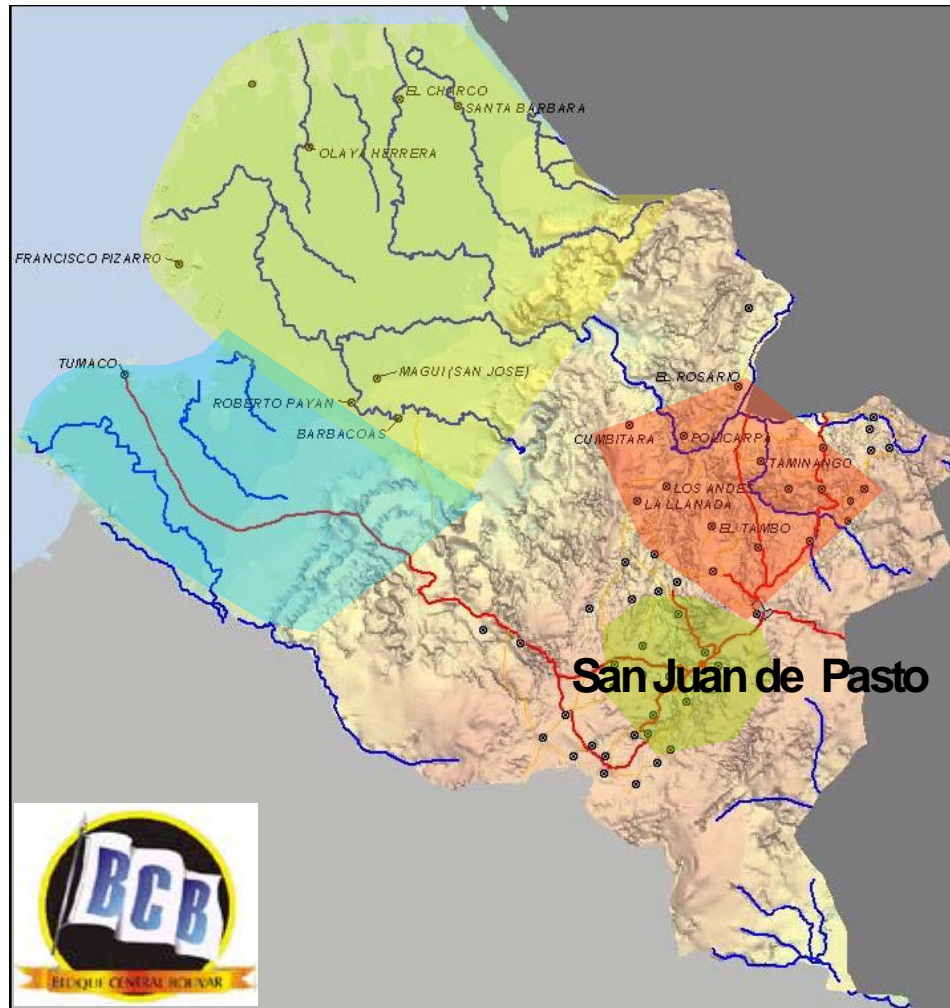 EL CHARCO
SANTA BARBARA
OLAYA HERRERA
FRANCISCO PIZARRO
TUMACO
MAGUI (SAN JOSE)
EL ROSARIO
ROBERTO PAYAN
BARBACOAS
CUMBITARA
POLICARPA
TAMINANGO
LOS ANDES
LA LLANADA
EL TAMBO
San Juan de Pasto
BCB
BLOQUE CENTRAL BOLIVAR